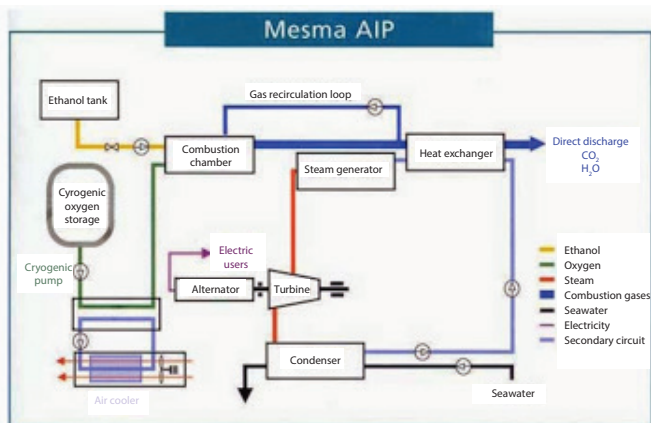 Mesma AIP
Ethanol tank
Gas recirculation loop
Combustion
chamber
Heat exchanger
Direct discharge
CO₂
H₂O
Steam generator
Cyrogenic
oxygen
storage
Cryogenic
pump
Electric
users
Alternator
Turbine
Ethanol
Oxygen
Steam
Combustion gases
Seawater
Electricity
Secondary circuit
Condenser
Seawater
Air cooler